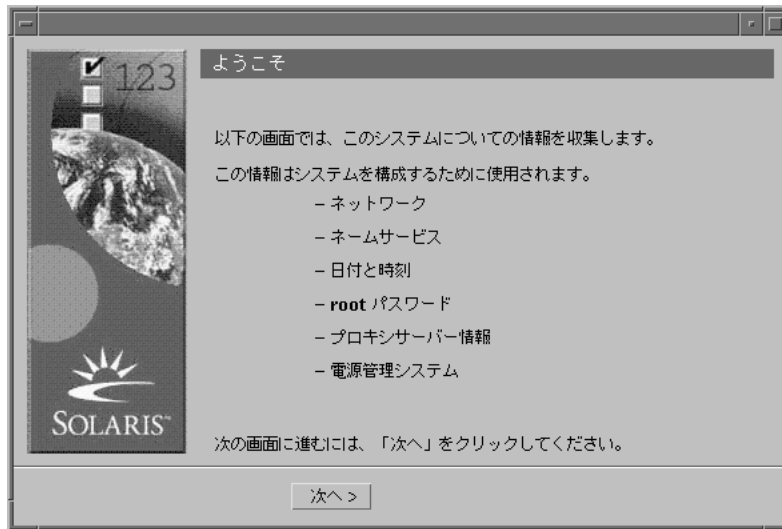 ようこそ
123
以下の画面では、このシステムについての情報を収集します。
この情報はシステムを構成するために使用されます。
– ネットワーク
– ネームサービス
– 日付と時刻
– root パスワード
– プロキシサーバー情報
– 電源管理システム
SOLARIS™
次の画面に進むには、「次へ」をクリックしてください。
次へ >